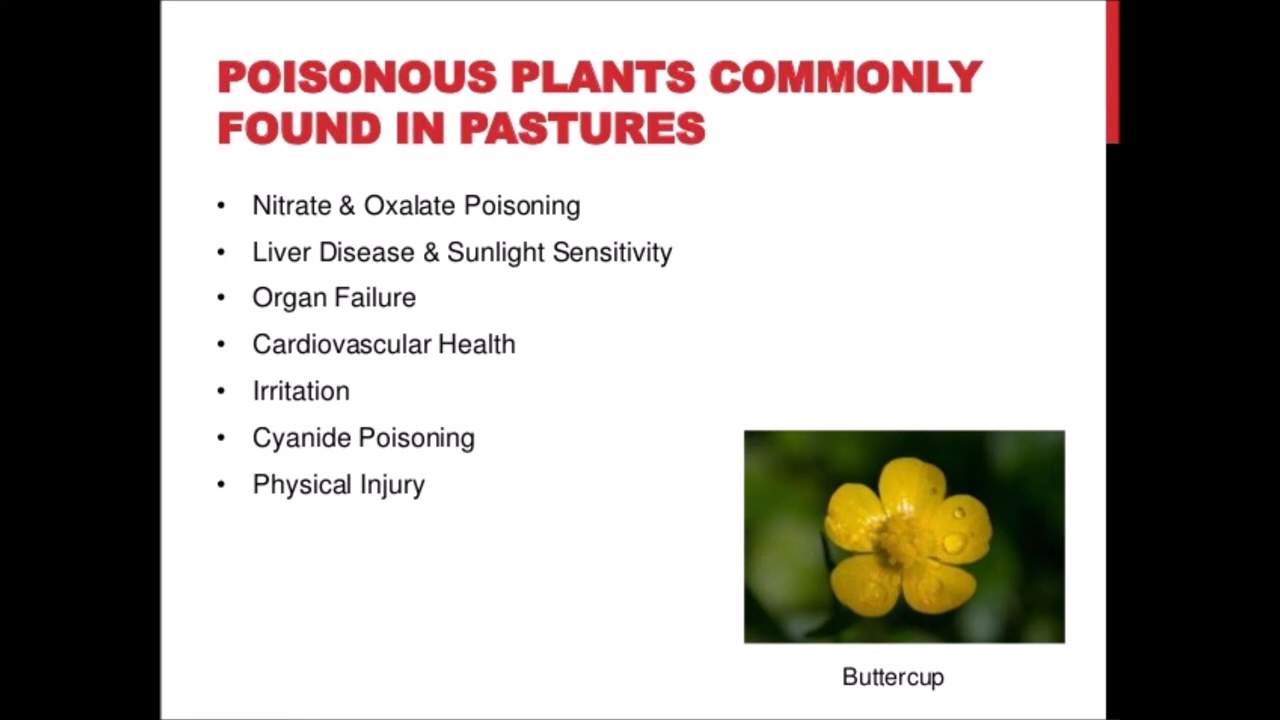 POISONOUS PLANTS COMMONLY
FOUND IN PASTURES
• Nitrate & Oxalate Poisoning
• Liver Disease & Sunlight Sensitivity
• Organ Failure
• Cardiovascular Health
• Irritation
• Cyanide Poisoning
• Physical Injury
Buttercup